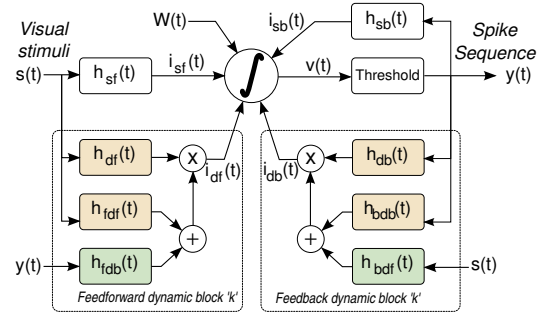 Visual stimuli
s(t)
W(t)
i_sb(t)
h_sb(t)
Spike Sequence
y(t)
h_sf(t)
i_sf(t)
∫
v(t)
Threshold
h_df(t)
x
i_df(t)
h_fdf(t)
+
y(t)
h_fdb(t)
Feedforward dynamic block 'k'
i_db(t)
x
h_db(t)
h_bdb(t)
+
h_bdf(t)
s(t)
Feedback dynamic block 'k'